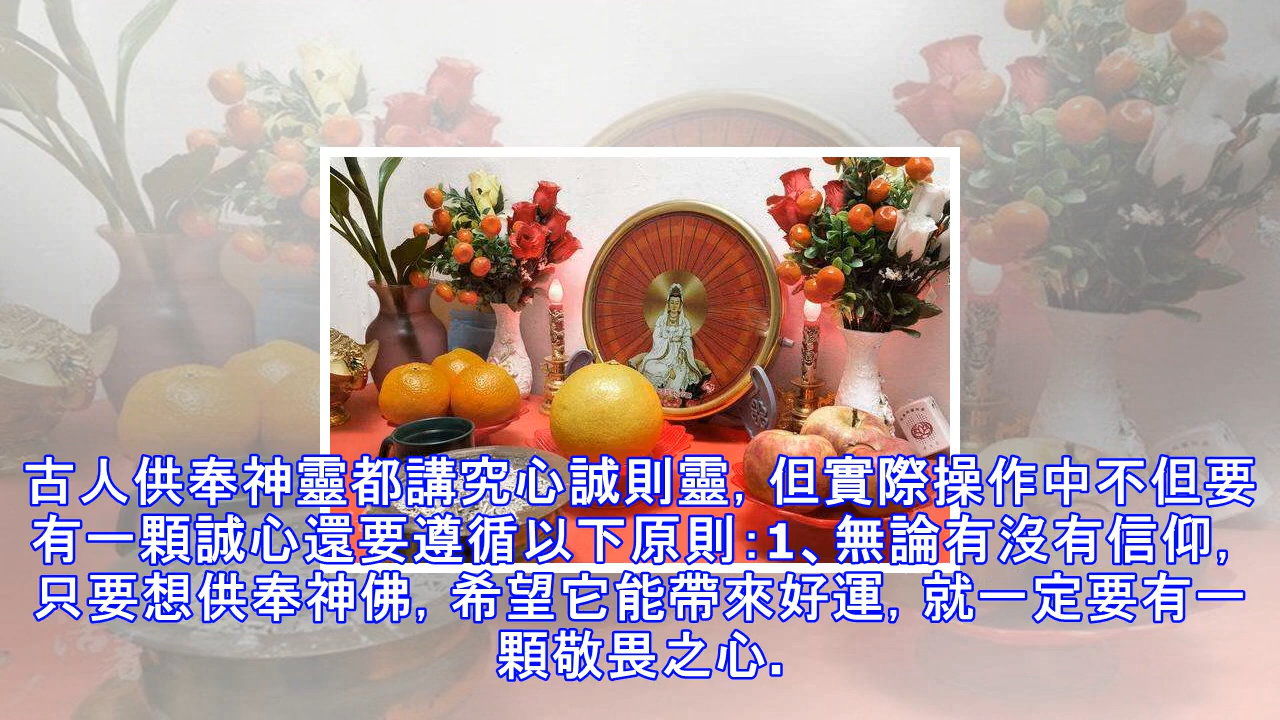 古人供奉神靈都講究心誠則靈, 但實際操作中不但要
有一顆誠心還要遵循以下原則:1、無論有沒有信仰,
只要想供奉神佛, 希望它能帶來好運, 就一定要有一
顆敬畏之心.